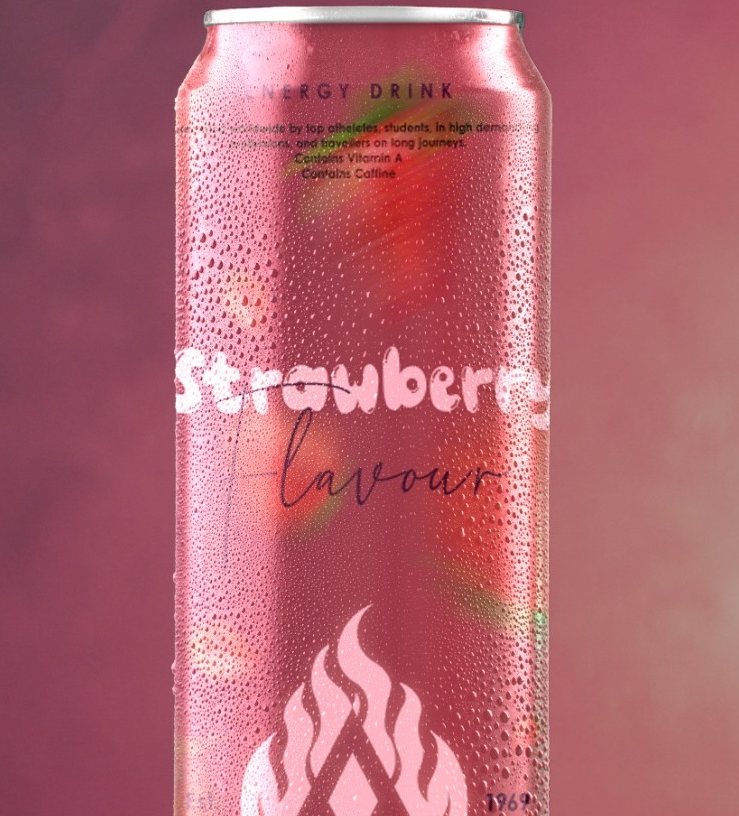 ENERGY DRINK
worldwide by top atheletes, students, in high demanding
and travellers on long journeys.
Contains Vitamin A
Contains Caffine
Strawberry
Flavour
1969